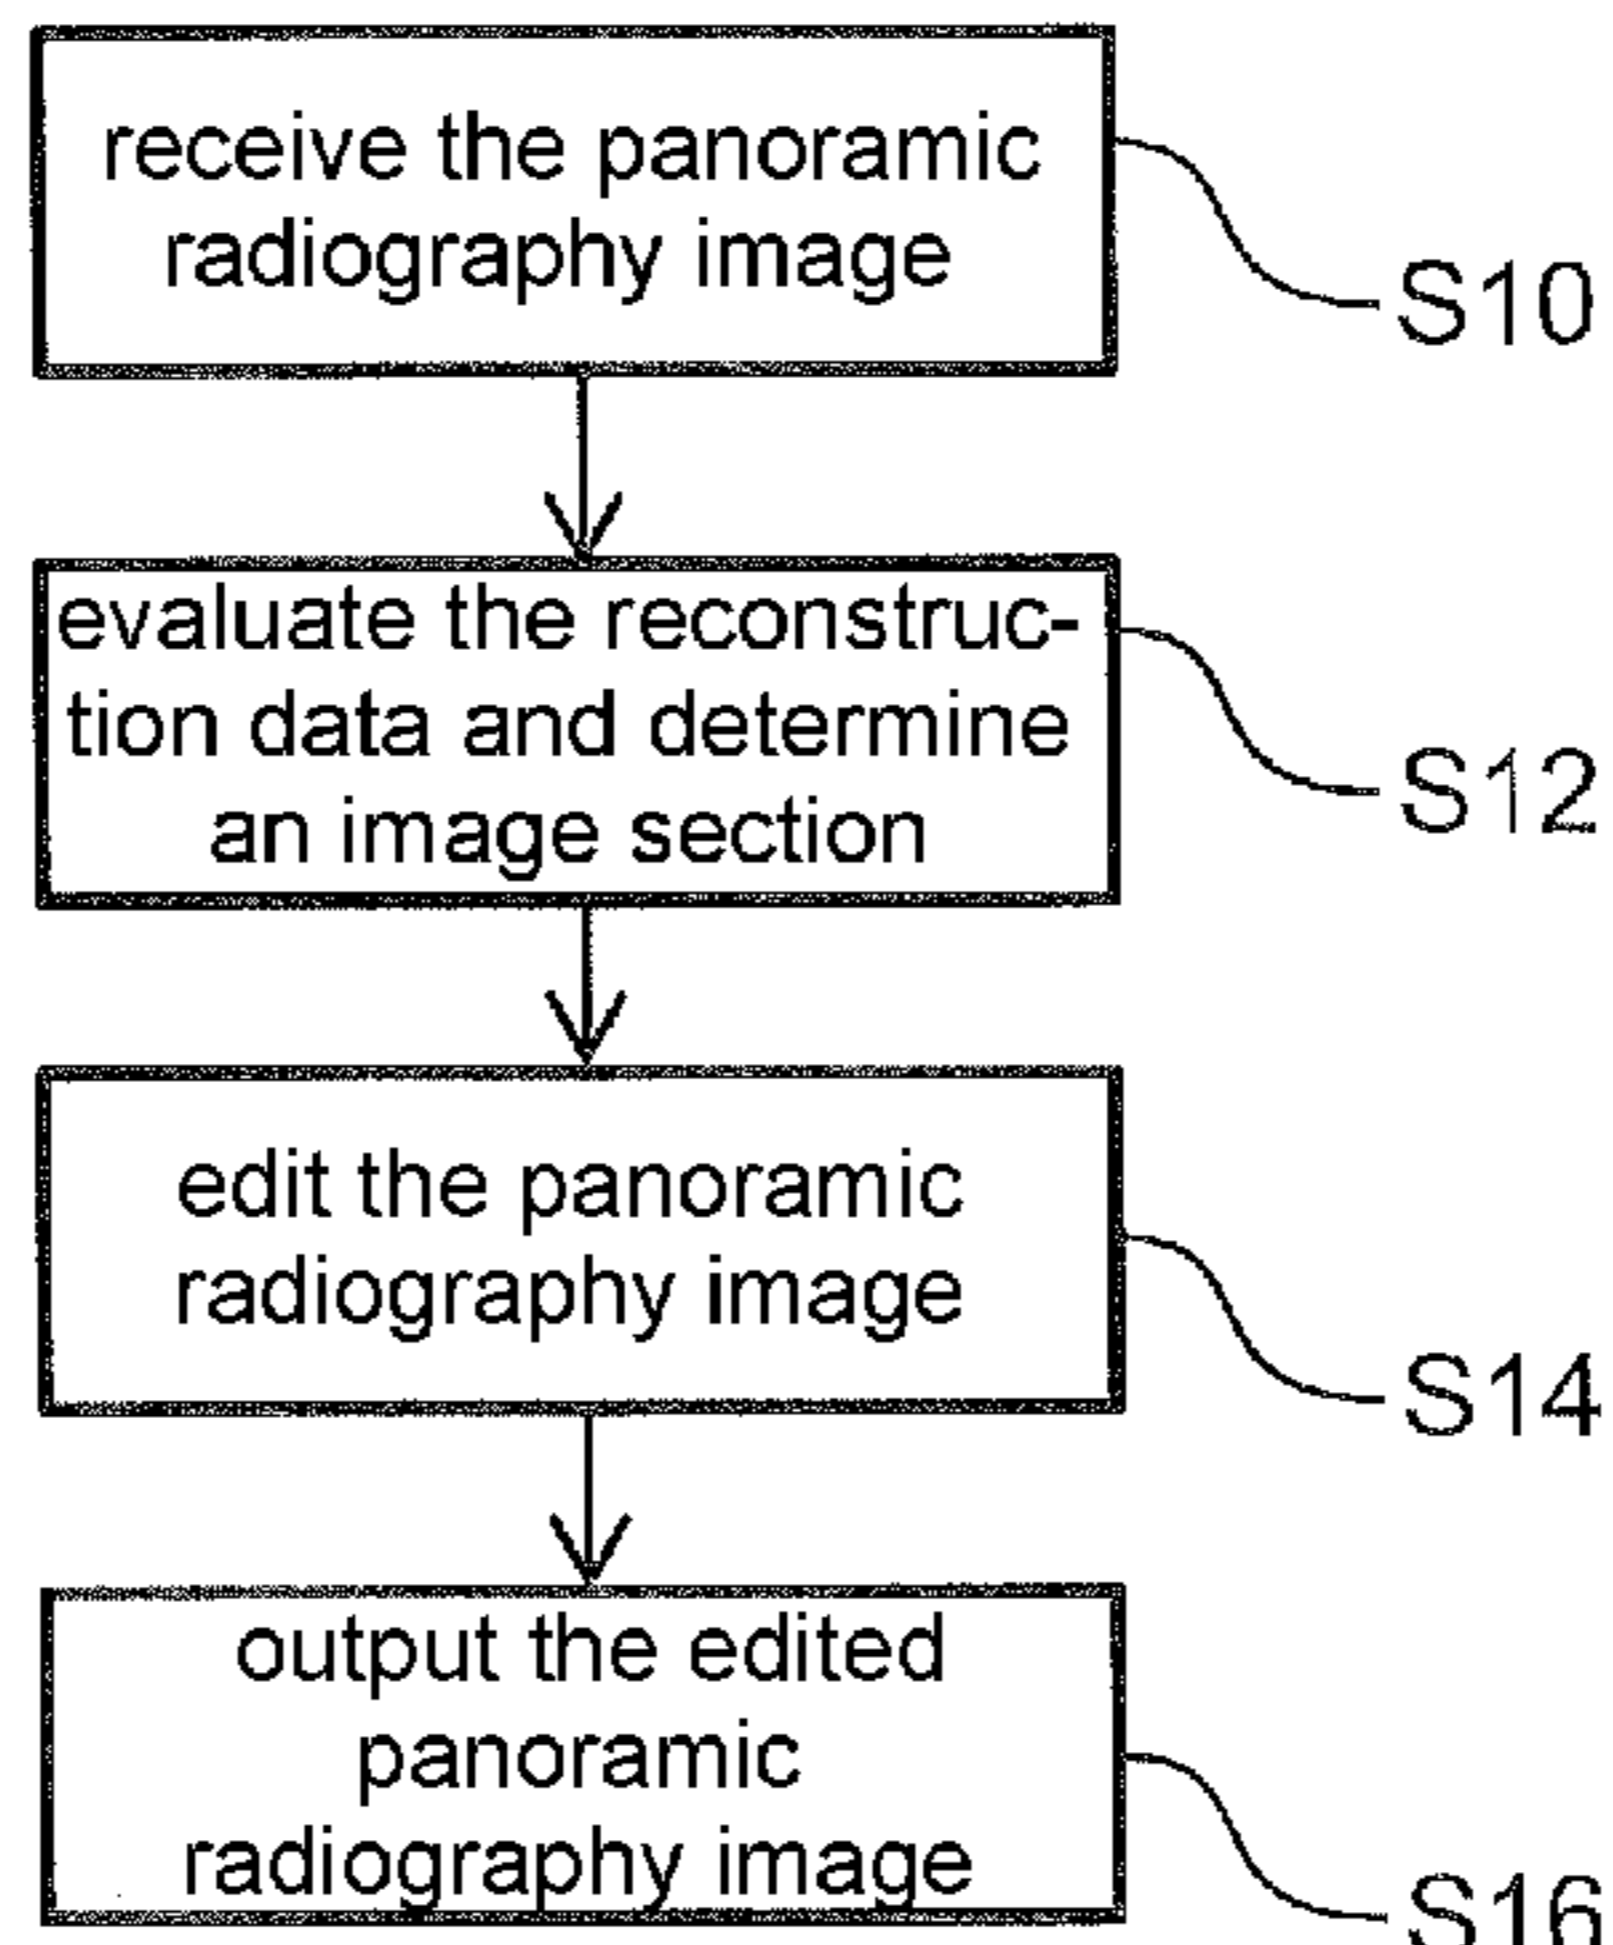 receive the panoramic
radiography image
S10
evaluate the reconstruc-
tion data and determine
an image section
S12
edit the panoramic
radiography image
S14
output the edited
panoramic
radiography image
S16